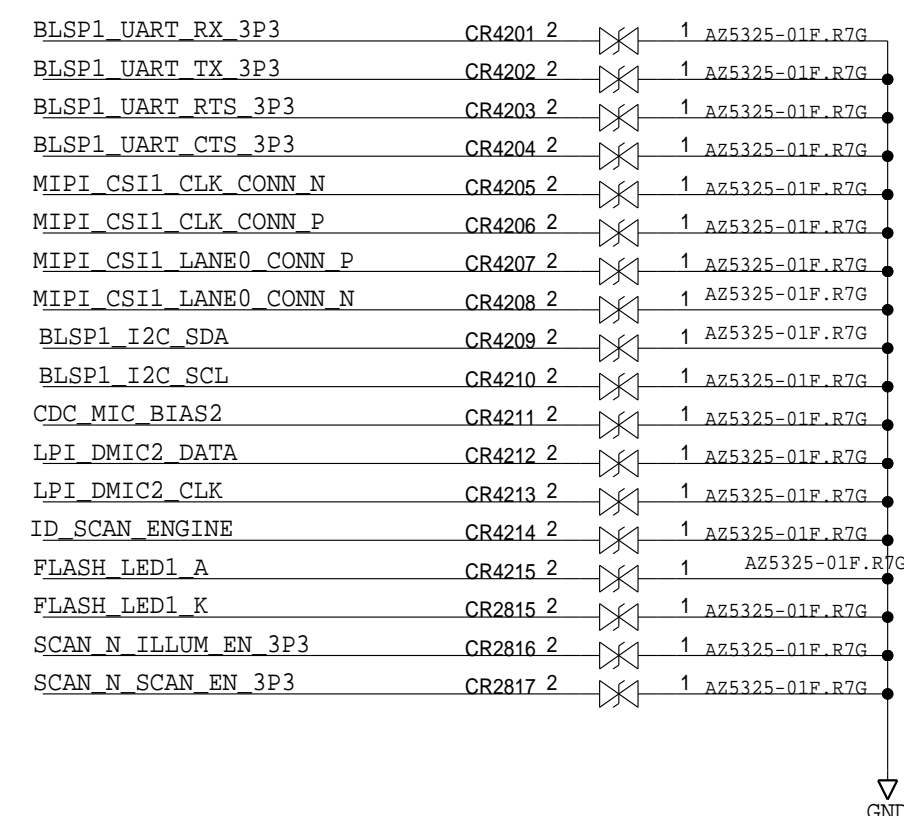 BLSP1_UART_RX_3P3 CR4201 2 1 AZ5325-01F.R7G
BLSP1_UART_TX_3P3 CR4202 2 1 AZ5325-01F.R7G
BLSP1_UART_RTS_3P3 CR4203 2 1 AZ5325-01F.R7G
BLSP1_UART_CTS_3P3 CR4204 2 1 AZ5325-01F.R7G
MIPI_CSI1_CLK_CONN_N CR4205 2 1 AZ5325-01F.R7G
MIPI_CSI1_CLK_CONN_P CR4206 2 1 AZ5325-01F.R7G
MIPI_CSI1_LANE0_CONN_P CR4207 2 1 AZ5325-01F.R7G
MIPI_CSI1_LANE0_CONN_N CR4208 2 1 AZ5325-01F.R7G
BLSP1_I2C_SDA CR4209 2 1 AZ5325-01F.R7G
BLSP1_I2C_SCL CR4210 2 1 AZ5325-01F.R7G
CDC_MIC_BIAS2 CR4211 2 1 AZ5325-01F.R7G
LPI_DMIC2_DATA CR4212 2 1 AZ5325-01F.R7G
LPI_DMIC2_CLK CR4213 2 1 AZ5325-01F.R7G
ID_SCAN_ENGINE CR4214 2 1 AZ5325-01F.R7G
FLASH_LED1_A CR4215 2 1 AZ5325-01F.R7G
FLASH_LED1_K CR2815 2 1 AZ5325-01F.R7G
SCAN_N_ILLUM_EN_3P3 CR2816 2 1 AZ5325-01F.R7G
SCAN_N_SCAN_EN_3P3 CR2817 2 1 AZ5325-01F.R7G
GND